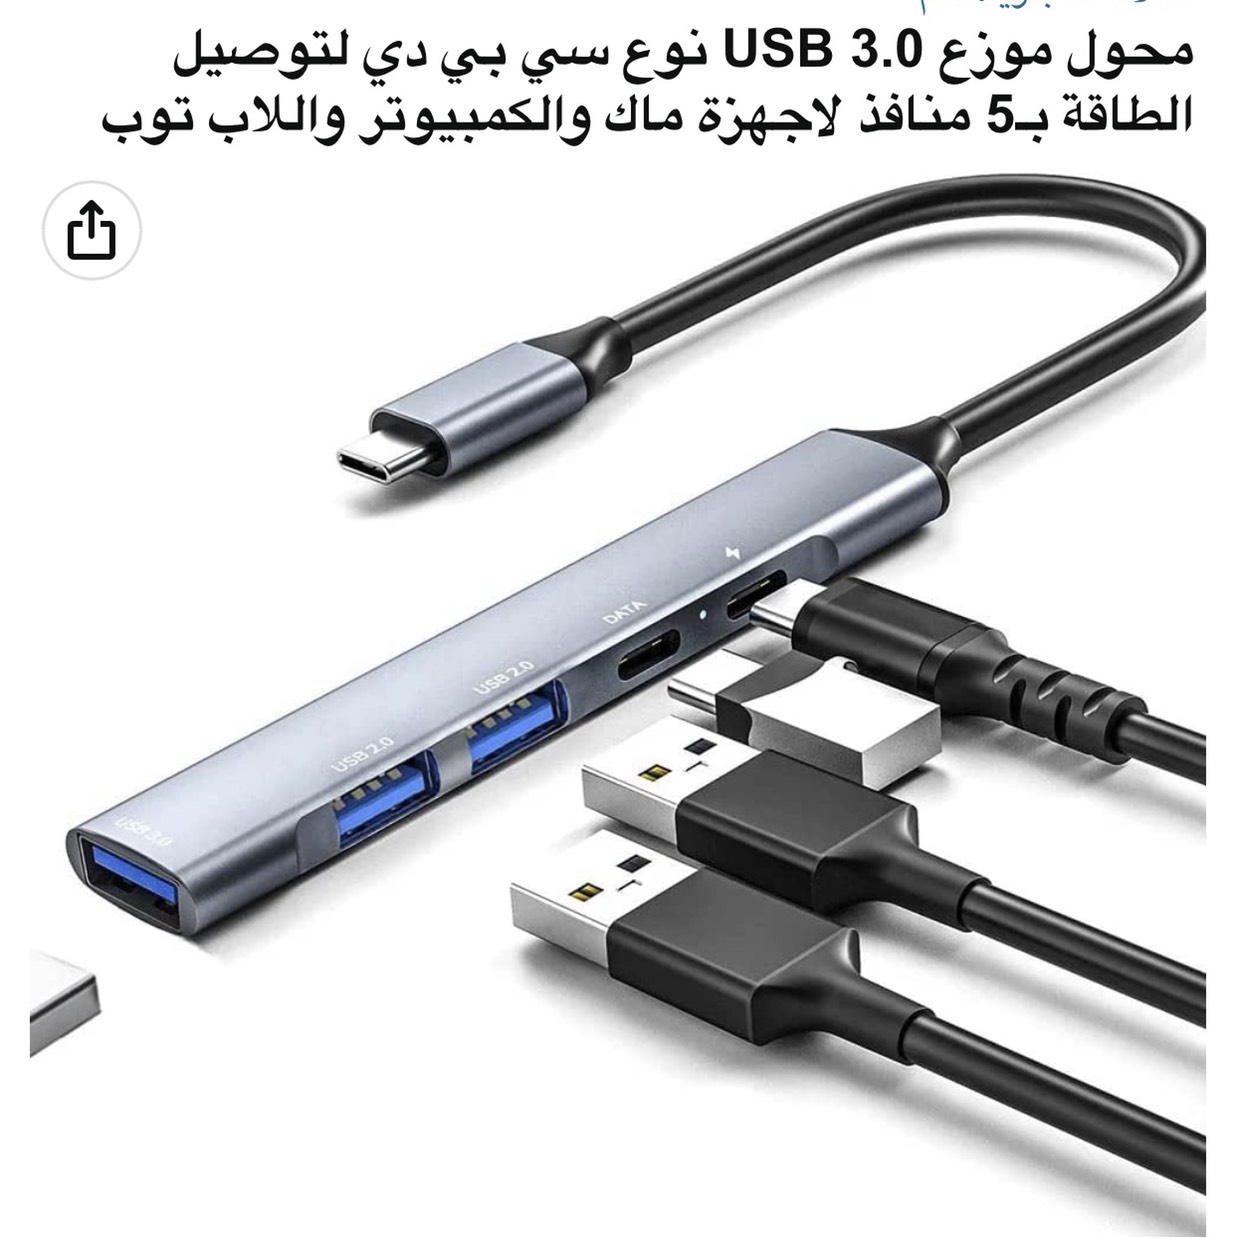 محول موزع USB 3.0 نوع سي بي دي لتوصيل
الطاقة بـ5 منافذ لاجهزة ماك والكمبيوتر واللاب توب
DATA
USB 2.0
USB 2.0
USB 3.0